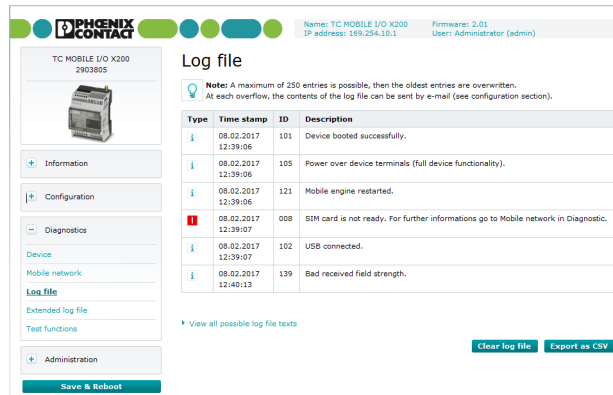 PHŒNIX
CONTACT
Name: TC MOBILE I/O X200
IP address: 169.254.10.1
Firmware: 2.01
User: Administrator (admin)
TC MOBILE I/O X200
2903805
Information
Configuration
Diagnostics
Device
Mobile network
Log file
Extended log file
Test functions
Administration
Save & Reboot
Log file
Note: A maximum of 250 entries is possible, then the oldest entries are overwritten.
At each overflow, the contents of the log file can be sent by e-mail (see configuration section).
Type Time stamp ID Description
i 08.02.2017 12:39:06 101 Device booted successfully.
i 08.02.2017 12:39:06 105 Power over device terminals (full device functionality).
i 08.02.2017 12:39:06 121 Mobile engine restarted.
! 08.02.2017 12:39:07 008 SIM card is not ready. For further informations go to Mobile network in Diagnostic.
i 08.02.2017 12:39:07 102 USB connected.
i 08.02.2017 12:40:13 139 Bad received field strength.
View all possible log file texts
Clear log file Export as CSV